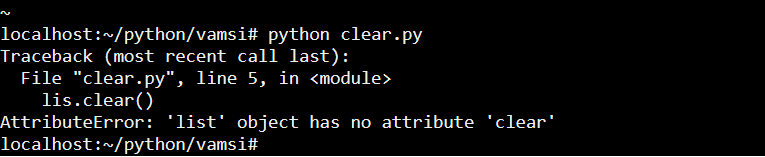 ~
localhost:~/python/vamsi# python clear.py
Traceback (most recent call last):
  File "clear.py", line 5, in <module>
    lis.clear()
AttributeError: 'list' object has no attribute 'clear'
localhost:~/python/vamsi#